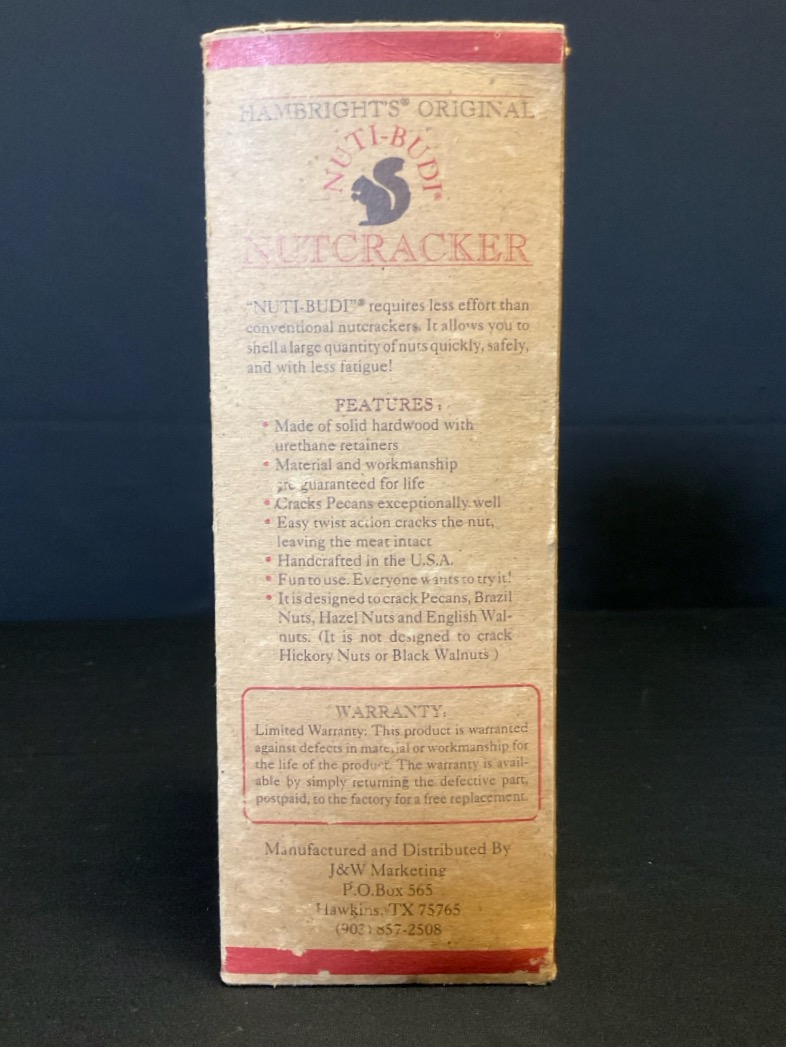 HAMBRIGHT'S® ORIGINAL
NUTI-BUDI®
NUTCRACKER
"NUTI-BUDI"® requires less effort than
conventional nutcrackers. It allows you to
shell a large quantity of nuts quickly, safely,
and with less fatigue!
FEATURES:
• Made of solid hardwood with
urethane retainers
• Material and workmanship
are guaranteed for life
• Cracks Pecans exceptionally well
• Easy twist action cracks the nut,
leaving the meat intact
• Handcrafted in the U.S.A.
• Fun to use. Everyone wants to try it!
• It is designed to crack Pecans, Brazil
Nuts, Hazel Nuts and English Wal-
nuts. (It is not designed to crack
Hickory Nuts or Black Walnuts)
WARRANTY:
Limited Warranty: This product is warranted
against defects in material or workmanship for
the life of the product. The warranty is avail-
able by simply returning the defective part,
postpaid, to the factory for a free replacement.
Manufactured and Distributed By
J&W Marketing
P.O.Box 565
Hawkins, TX 75765
(903) 857-2508